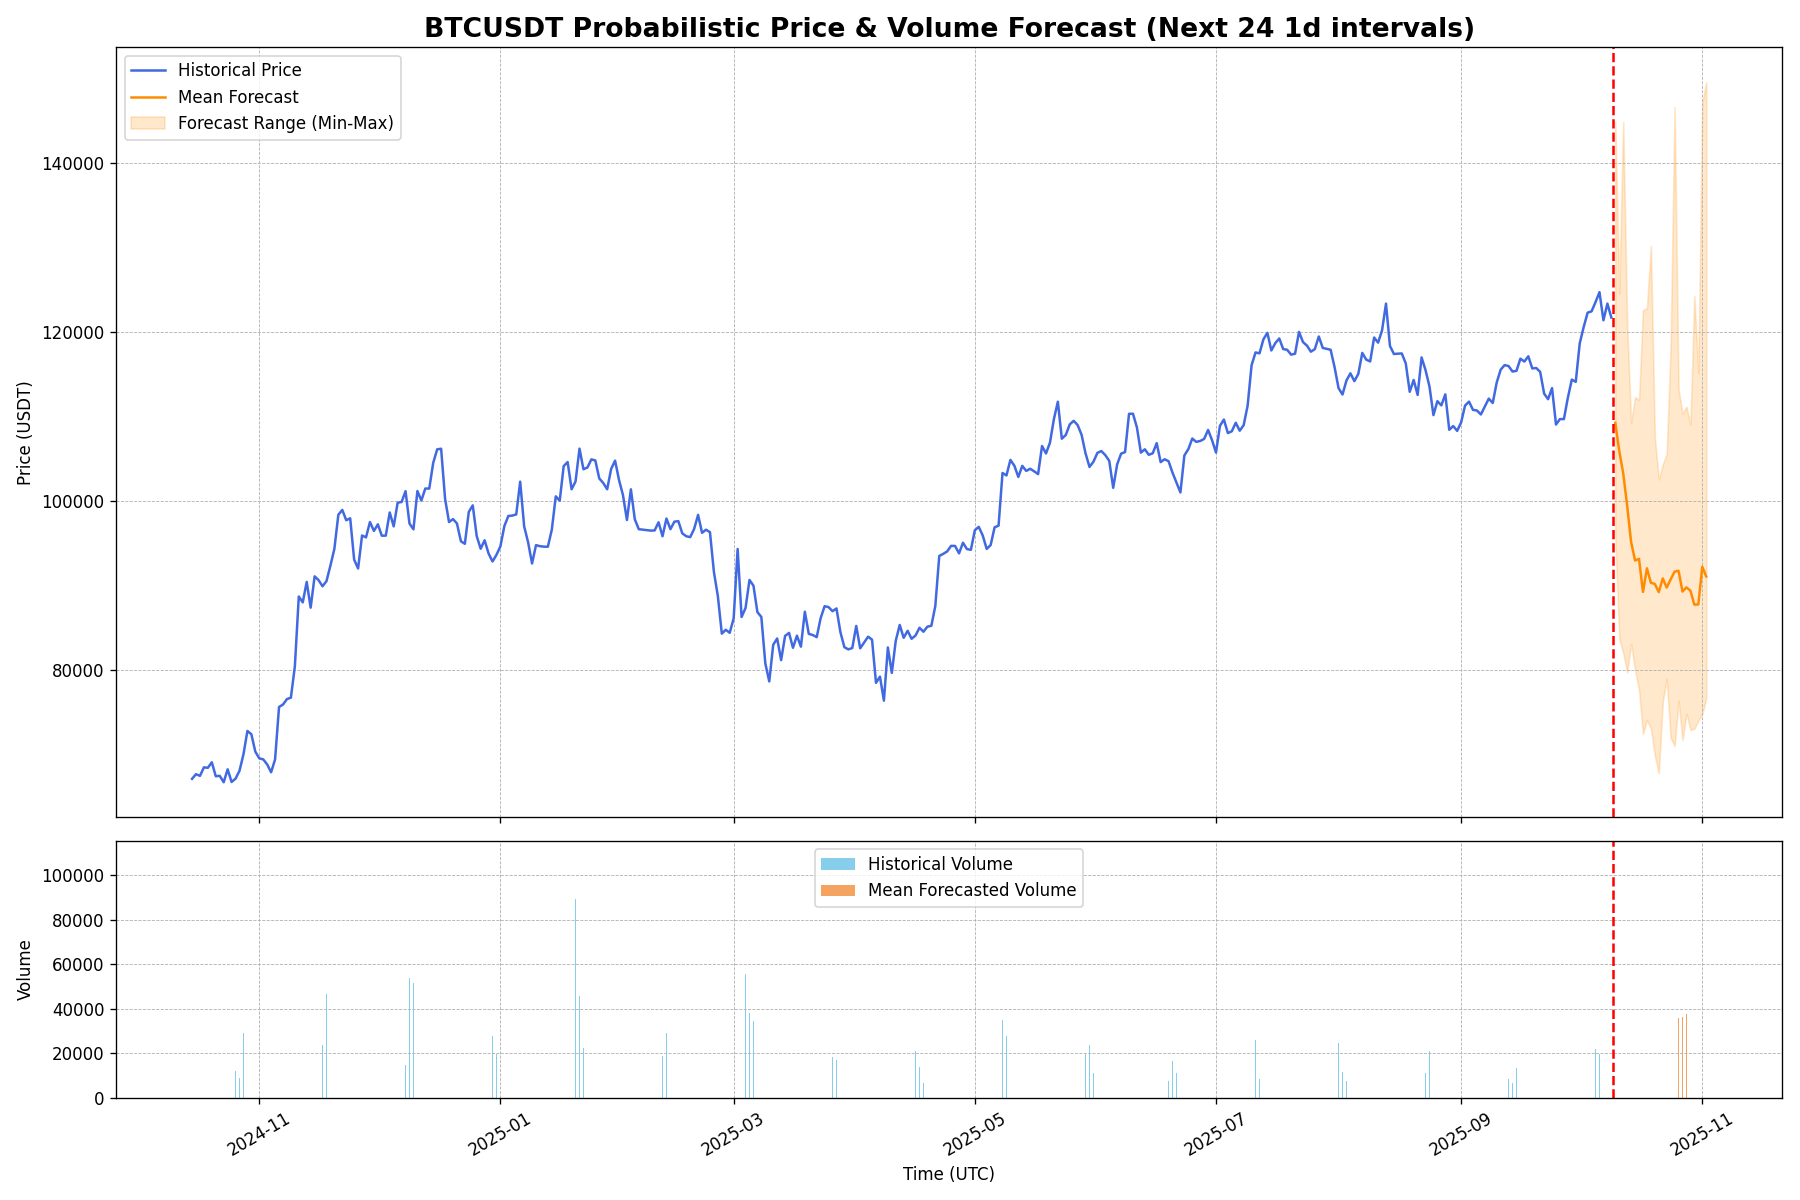 BTCUSDT Probabilistic Price & Volume Forecast (Next 24 1d intervals)
Historical Price
Mean Forecast
Forecast Range (Min-Max)
140000
120000
100000
80000
Price (USDT)
Historical Volume
Mean Forecasted Volume
100000
80000
60000
40000
20000
0
Volume
2024-11
2025-01
2025-03
2025-05
2025-07
2025-09
2025-11
Time (UTC)